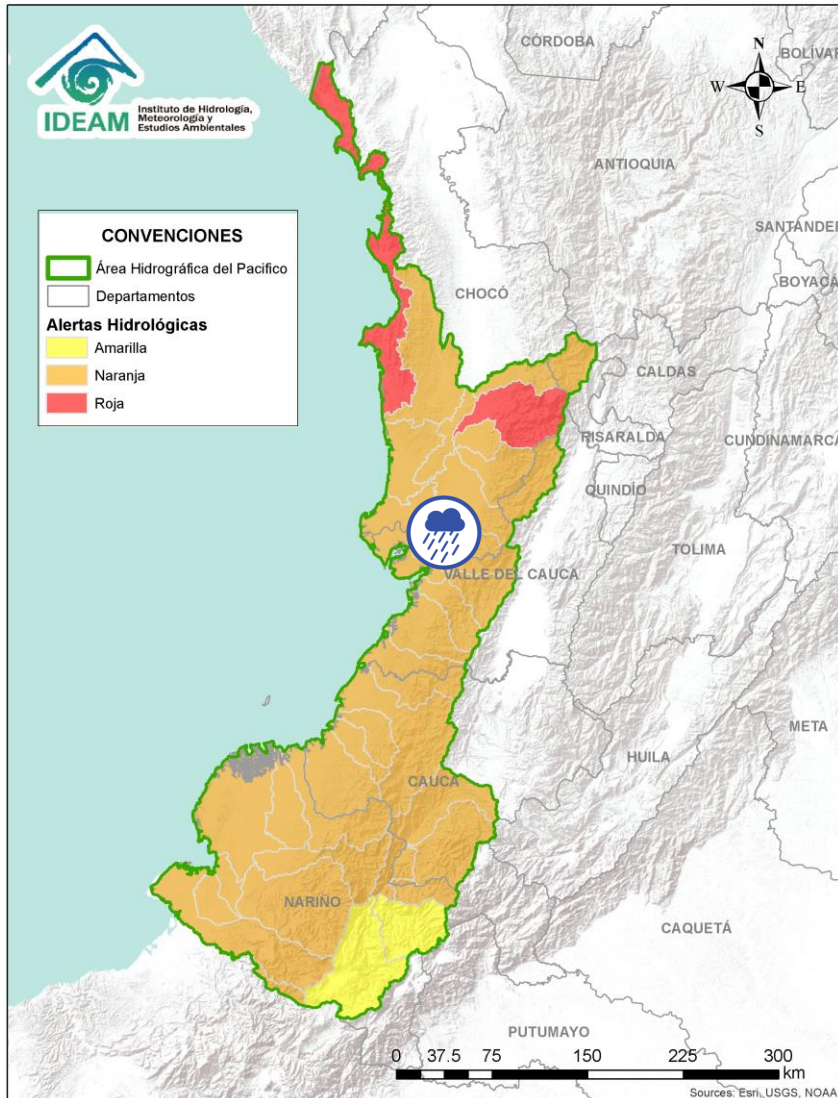 CÓRDOBA
BOLÍVAR
N
W
E
S
IDEAM
Instituto de Hidrología,
Meteorología y
Estudios Ambientales
ANTIOQUIA
SANTANDER
CONVENCIONES
Área Hidrográfica del Pacifico
Departamentos
Alertas Hidrológicas
Amarilla
Naranja
Roja
BOYACÁ
CHOCÓ
CALDAS
RISARALDA
CUNDINAMARCA
QUINDÍO
TOLIMA
VALLE DEL CAUCA
META
HUILA
CAUCA
NARIÑO
CAQUETÁ
PUTUMAYO
0 37.5 75 150 225 300
km
Sources: Esri, USGS, NOAA